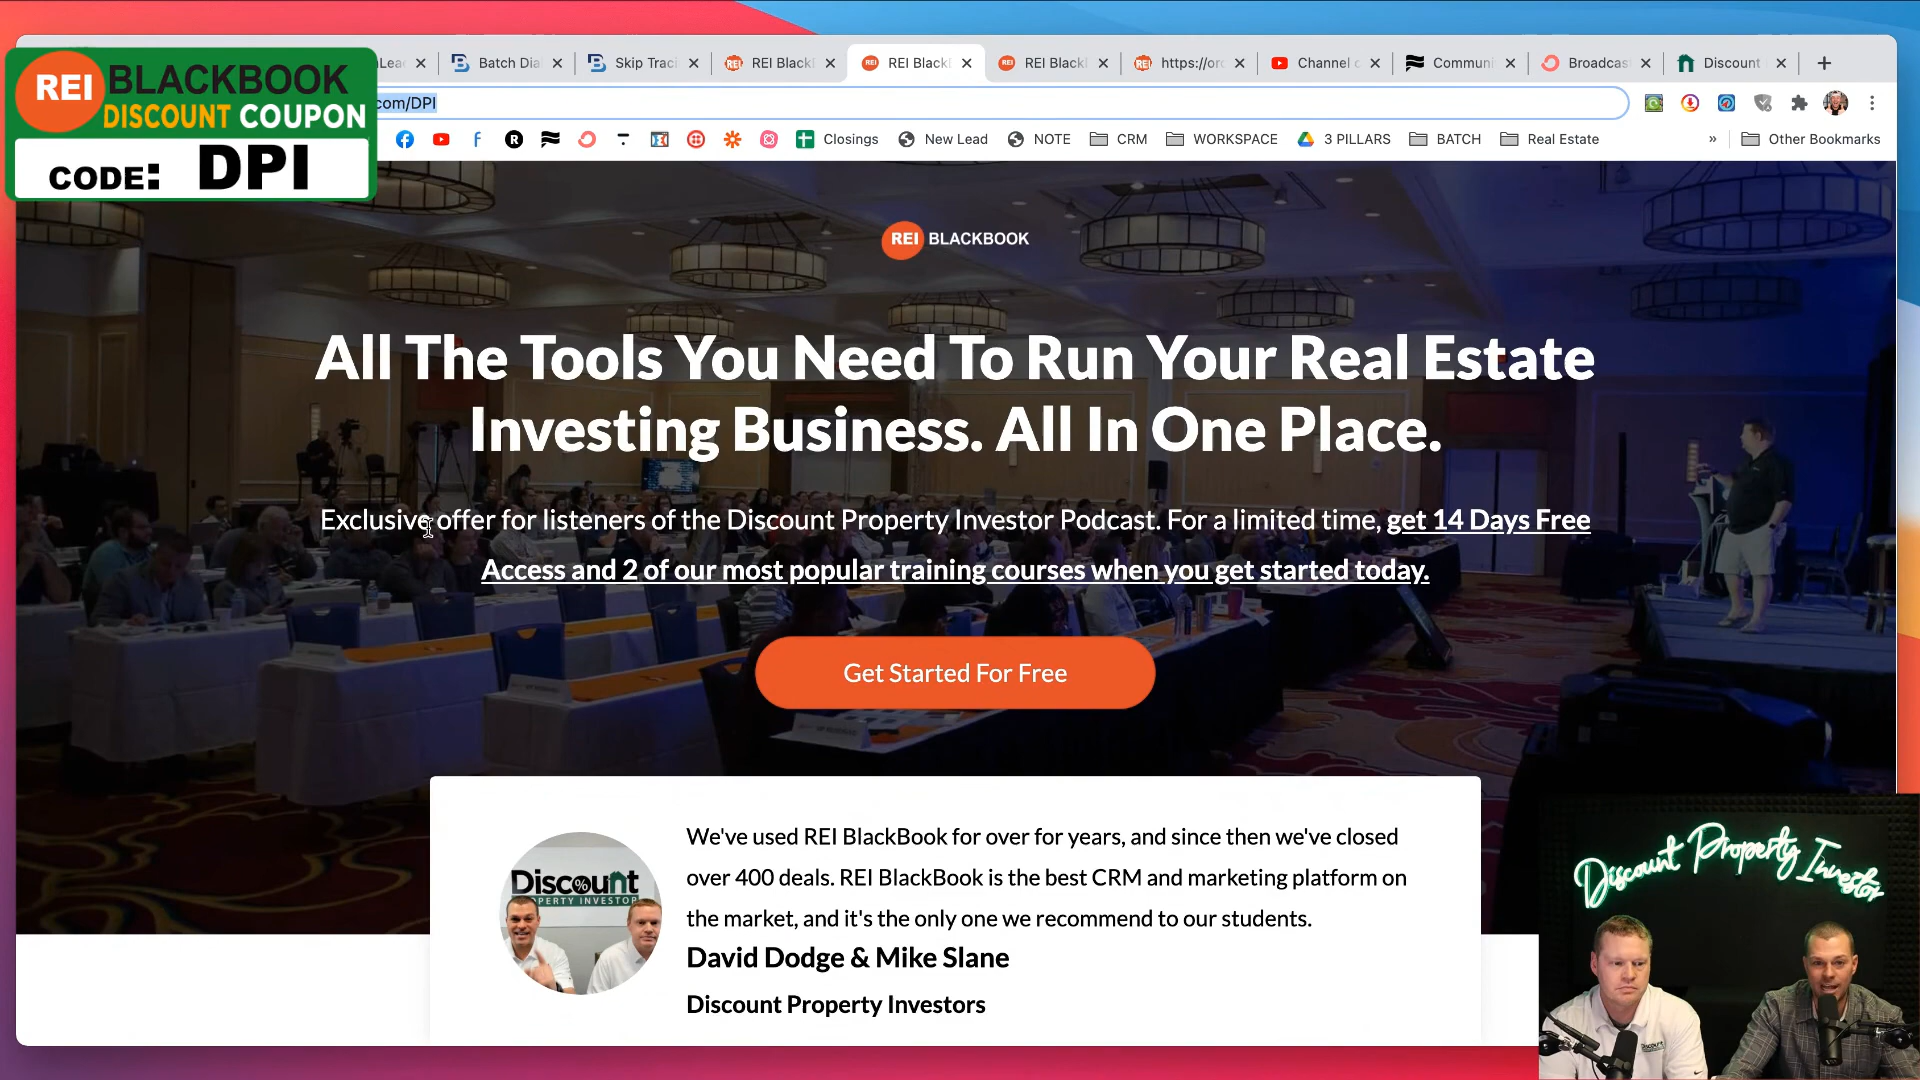 REI BLACKBOOK
DISCOUNT COUPON
CODE: DPI
Lea
Batch Dia
Skip Traci
REI Black
REI Black
REI Black
https://orc
Channel c
Communi
Broadcas
Discount
com/DPI
Closings
New Lead
NOTE
CRM
WORKSPACE
3 PILLARS
BATCH
Real Estate
»
Other Bookmarks
REI BLACKBOOK
All The Tools You Need To Run Your Real Estate
Investing Business. All In One Place.
Exclusive offer for listeners of the Discount Property Investor Podcast. For a limited time, get 14 Days Free
Access and 2 of our most popular training courses when you get started today.
Get Started For Free
We've used REI BlackBook for over for years, and since then we've closed
over 400 deals. REI BlackBook is the best CRM and marketing platform on
the market, and it's the only one we recommend to our students.
David Dodge & Mike Slane
Discount Property Investors
Disc%unt
PROPERTY INVESTOR
Discount Property Investor
Discount